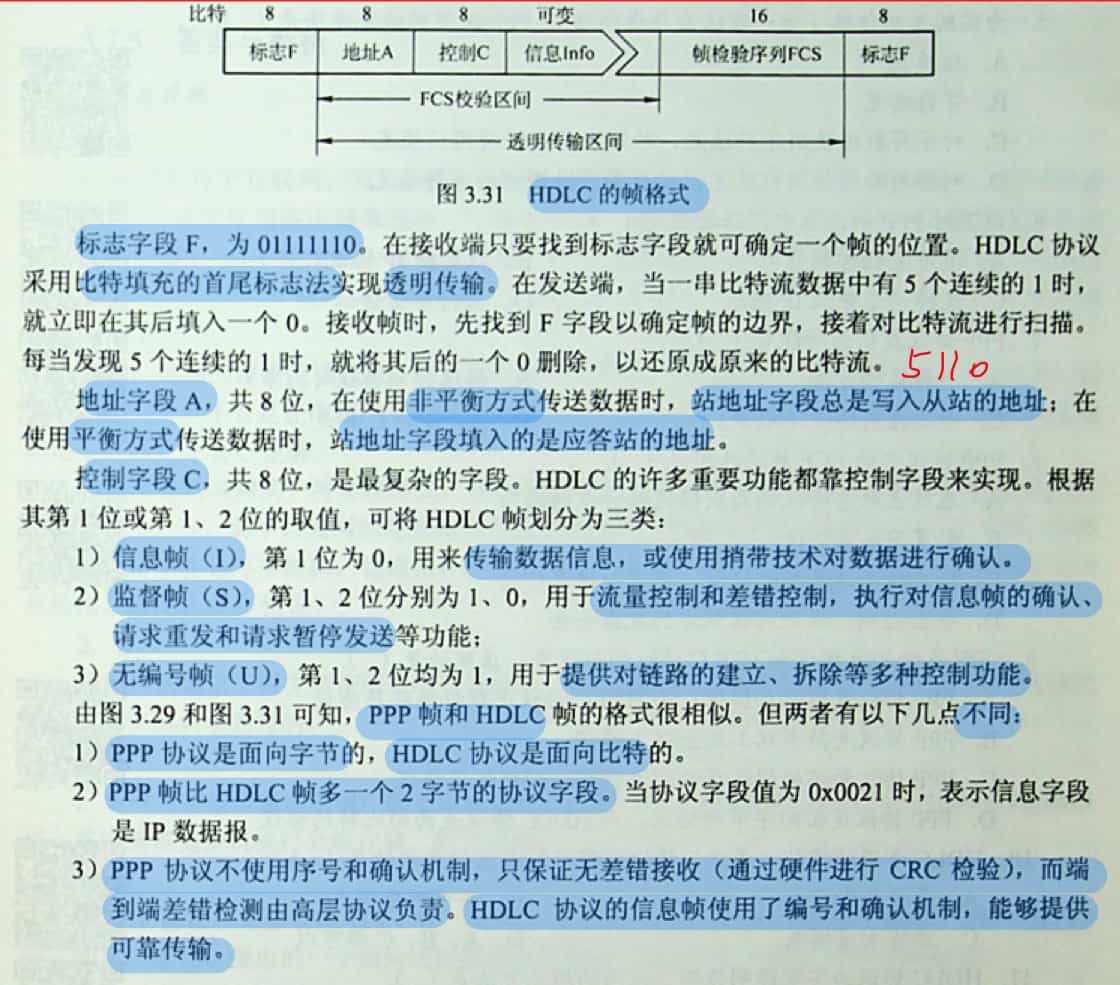 比特 8 8 8 可变 16 8
标志F 地址A 控制C 信息Info 帧检验序列FCS 标志F
FCS校验区间
透明传输区间
图 3.31 HDLC 的帧格式
标志字段 F，为 01111110。在接收端只要找到标志字段就可确定一个帧的位置。HDLC 协议
采用比特填充的首尾标志法实现透明传输。在发送端，当一串比特流数据中有 5 个连续的 1 时，
就立即在其后填入一个 0。接收帧时，先找到 F 字段以确定帧的边界，接着对比特流进行扫描。
每当发现 5 个连续的 1 时，就将其后的一个 0 删除，以还原成原来的比特流。 5110
地址字段 A，共 8 位，在使用非平衡方式传送数据时，站地址字段总是写入从站的地址；在
使用平衡方式传送数据时，站地址字段填入的是应答站的地址。
控制字段 C，共 8 位，是最复杂的字段。HDLC 的许多重要功能都靠控制字段来实现。根据
其第 1 位或第 1、2 位的取值，可将 HDLC 帧划分为三类：
1）信息帧（I），第 1 位为 0，用来传输数据信息，或使用捎带技术对数据进行确认。
2）监督帧（S），第 1、2 位分别为 1、0，用于流量控制和差错控制，执行对信息帧的确认、
请求重发和请求暂停发送等功能；
3）无编号帧（U），第 1、2 位均为 1，用于提供对链路的建立、拆除等多种控制功能。
由图 3.29 和图 3.31 可知，PPP 帧和 HDLC 帧的格式很相似。但两者有以下几点不同：
1）PPP 协议是面向字节的，HDLC 协议是面向比特的。
2）PPP 帧比 HDLC 帧多一个 2 字节的协议字段。当协议字段值为 0x0021 时，表示信息字段
是 IP 数据报。
3）PPP 协议不使用序号和确认机制，只保证无差错接收（通过硬件进行 CRC 检验），而端
到端差错检测由高层协议负责。HDLC 协议的信息帧使用了编号和确认机制，能够提供
可靠传输。